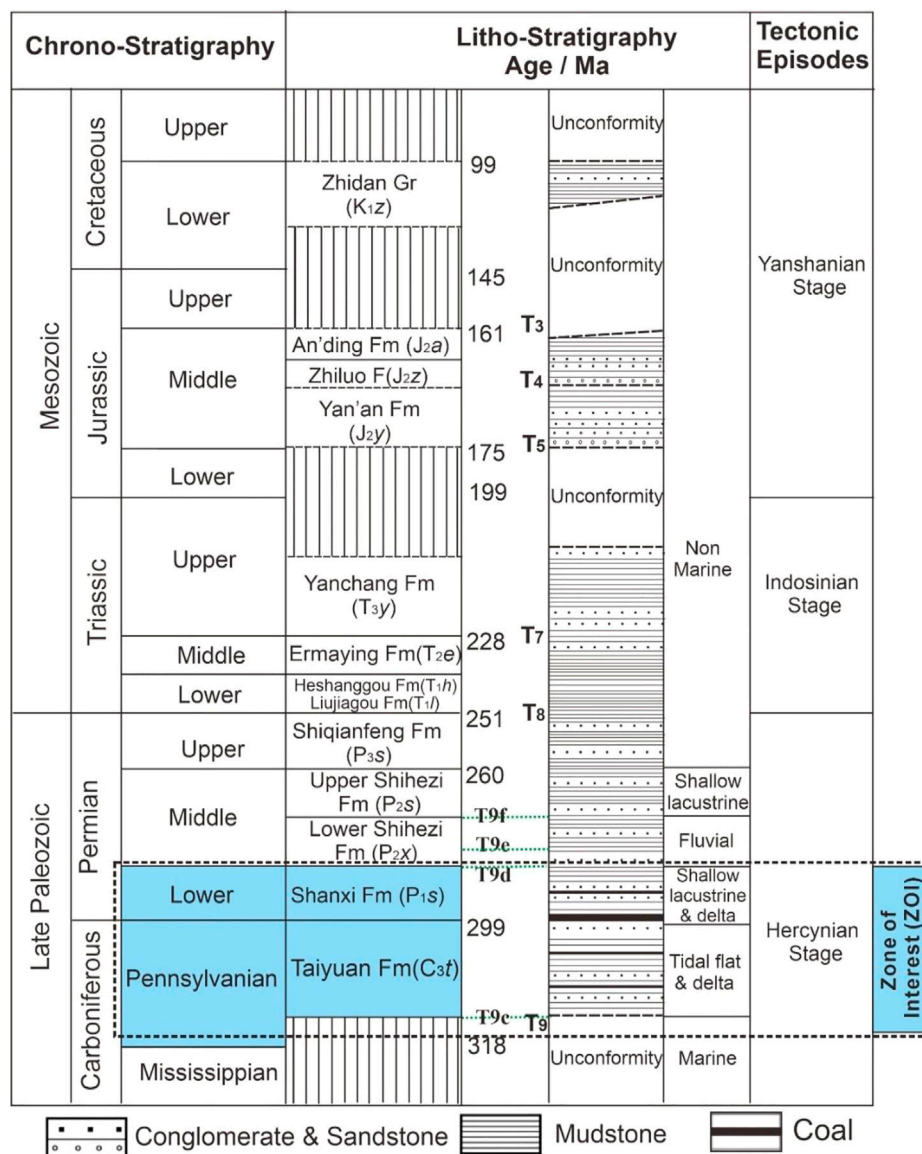 Chrono-Stratigraphy
Litho-Stratigraphy
Age / Ma
Tectonic
Episodes
Mesozoic
Late Paleozoic
Cretaceous
Jurassic
Triassic
Permian
Carboniferous
Upper
Lower
Upper
Middle
Lower
Upper
Middle
Lower
Upper
Middle
Lower
Pennsylvanian
Mississippian
Zhidan Gr
(K1z)
An'ding Fm (J2a)
Zhiluo F(J2z)
Yan'an Fm
(J2y)
Yanchang Fm
(T3y)
Ermaying Fm(T2e)
Heshanggou Fm(T1h)
Liujiagou Fm(T1l)
Shiqianfeng Fm
(P3s)
Upper Shihezi
Fm (P2s)
Lower Shihezi
Fm (P2x)
Shanxi Fm (P1s)
Taiyuan Fm(C3t)
99
145
161
175
199
228
251
260
299
318
T3
T4
T5
T7
T8
T9f
T9e
T9d
T9c
T9
Unconformity
Unconformity
Unconformity
Unconformity
Non
Marine
Shallow
lacustrine
Fluvial
Shallow
lacustrine
& delta
Tidal flat
& delta
Marine
Yanshanian
Stage
Indosinian
Stage
Hercynian
Stage
Zone of
Interest (ZOI)
Conglomerate & Sandstone
Mudstone
Coal